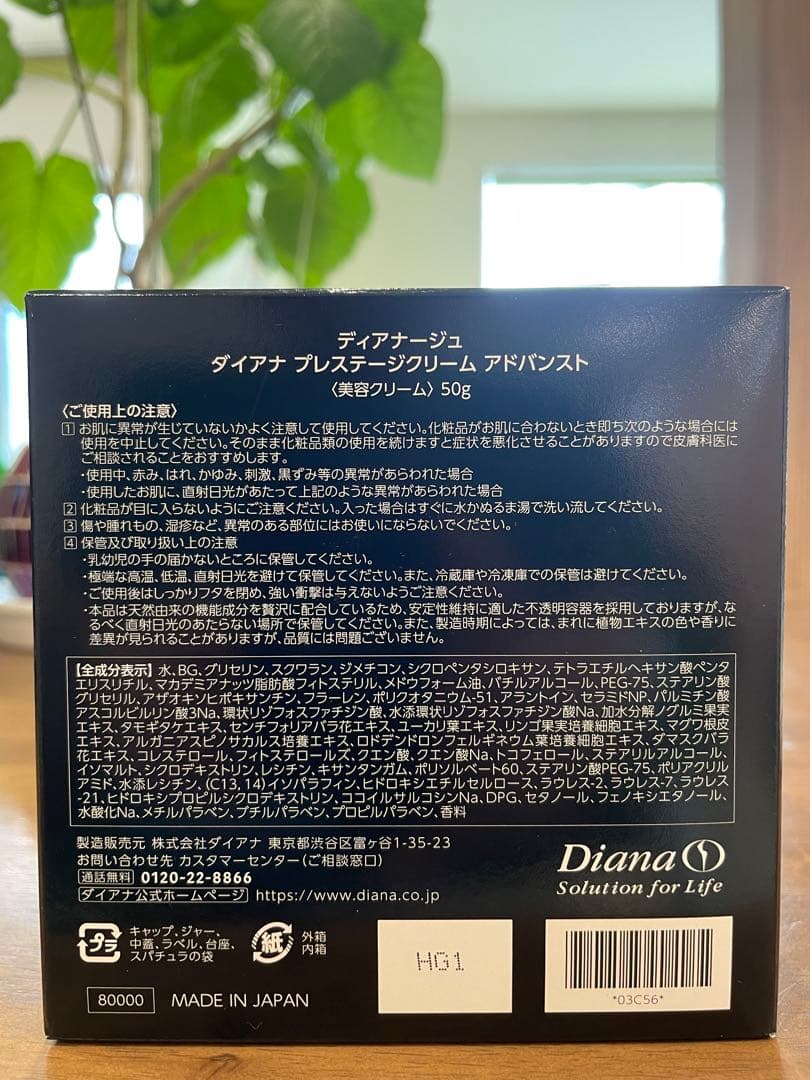 ディアナージュ
ダイアナ プレステージクリーム アドバンスト
〈美容クリーム〉50g
〈ご使用上の注意〉
1 お肌に異常が生じていないかよく注意して使用してください。化粧品がお肌に合わないとき即ち次のような場合には
使用を中止してください。そのまま化粧品類の使用を続けますと症状を悪化させることがありますので皮膚科医に
ご相談されることをおすすめします。
・使用中、赤み、はれ、かゆみ、刺激、黒ずみ等の異常があらわれた場合
・使用したお肌に、直射日光があたって上記のような異常があらわれた場合
2 化粧品が目に入らないようにご注意ください。入った場合はすぐに水かぬるま湯で洗い流してください。
3 傷や腫れもの、湿疹など、異常のある部位にはお使いにならないでください。
4 保管及び取り扱い上の注意
・乳幼児の手の届かないところに保管してください。
・極端な高温、低温、直射日光を避けて保管してください。また、冷蔵庫や冷凍庫での保管は避けてください。
・ご使用後はしっかりフタを閉め、強い衝撃は与えないようご注意ください。
・本品は天然由来の機能成分を贅沢に配合しているため、安定性維持に適した不透明容器を採用しておりますが、な
るべく直射日光のあたらない場所で保管してください。また、製造時期によっては、まれに植物エキスの色や香りに
差異が見られることがありますが、品質には問題ございません。
【全成分表示】水、BG、グリセリン、スクワラン、ジメチコン、シクロペンタシロキサン、テトラエチルヘキサン酸ペンタ
エリスリチル、マカデミアナッツ脂肪酸フィトステリル、メドウフォーム油、バチルアルコール、PEG-75、ステアリン酸
グリセリル、アザオキソヒポキサンチン、フラーレン、ポリクオタニウム-51、アラントイン、セラミドNP、パルミチン酸
アスコルビルリン酸3Na、環状リゾホスファチジン酸、水添環状リゾホスファチジン酸Na、加水分解ノグルミ果実
エキス、タモギタケエキス、センチフォリアバラ花エキス、ユーカリ葉エキス、リンゴ果実培養細胞エキス、マグワ根皮
エキス、アルガニアスピノサカルス培養エキス、ロドデンドロンフェルギネウム葉培養細胞エキス、ダマスクバラ
花エキス、コレステロール、フィトステロールズ、クエン酸、クエン酸Na、トコフェロール、ステアリルアルコール、
イソマルト、シクロデキストリン、レシチン、キサンタンガム、ポリソルベート60、ステアリン酸PEG-75、ポリアクリル
アミド、水添レシチン、(C13,14)イソパラフィン、ヒドロキシエチルセルロース、ラウレス-2、ラウレス-7、ラウレス
-21、ヒドロキシプロピルシクロデキストリン、ココイルサルコシンNa、DPG、セタノール、フェノキシエタノール、
水酸化Na、メチルパラベン、ブチルパラベン、プロピルパラベン、香料
製造販売元 株式会社ダイアナ 東京都渋谷区富ヶ谷1-35-23
お問い合わせ先 カスタマーセンター(ご相談窓口)
通話無料 0120-22-8866
ダイアナ公式ホームページ https://www.diana.co.jp
Diana
Solution for Life
プラ キャップ、ジャー、
中蓋、ラベル、台座、
スパチュラの袋
紙 外箱
内箱
HG1
*03C56*
80000 MADE IN JAPAN